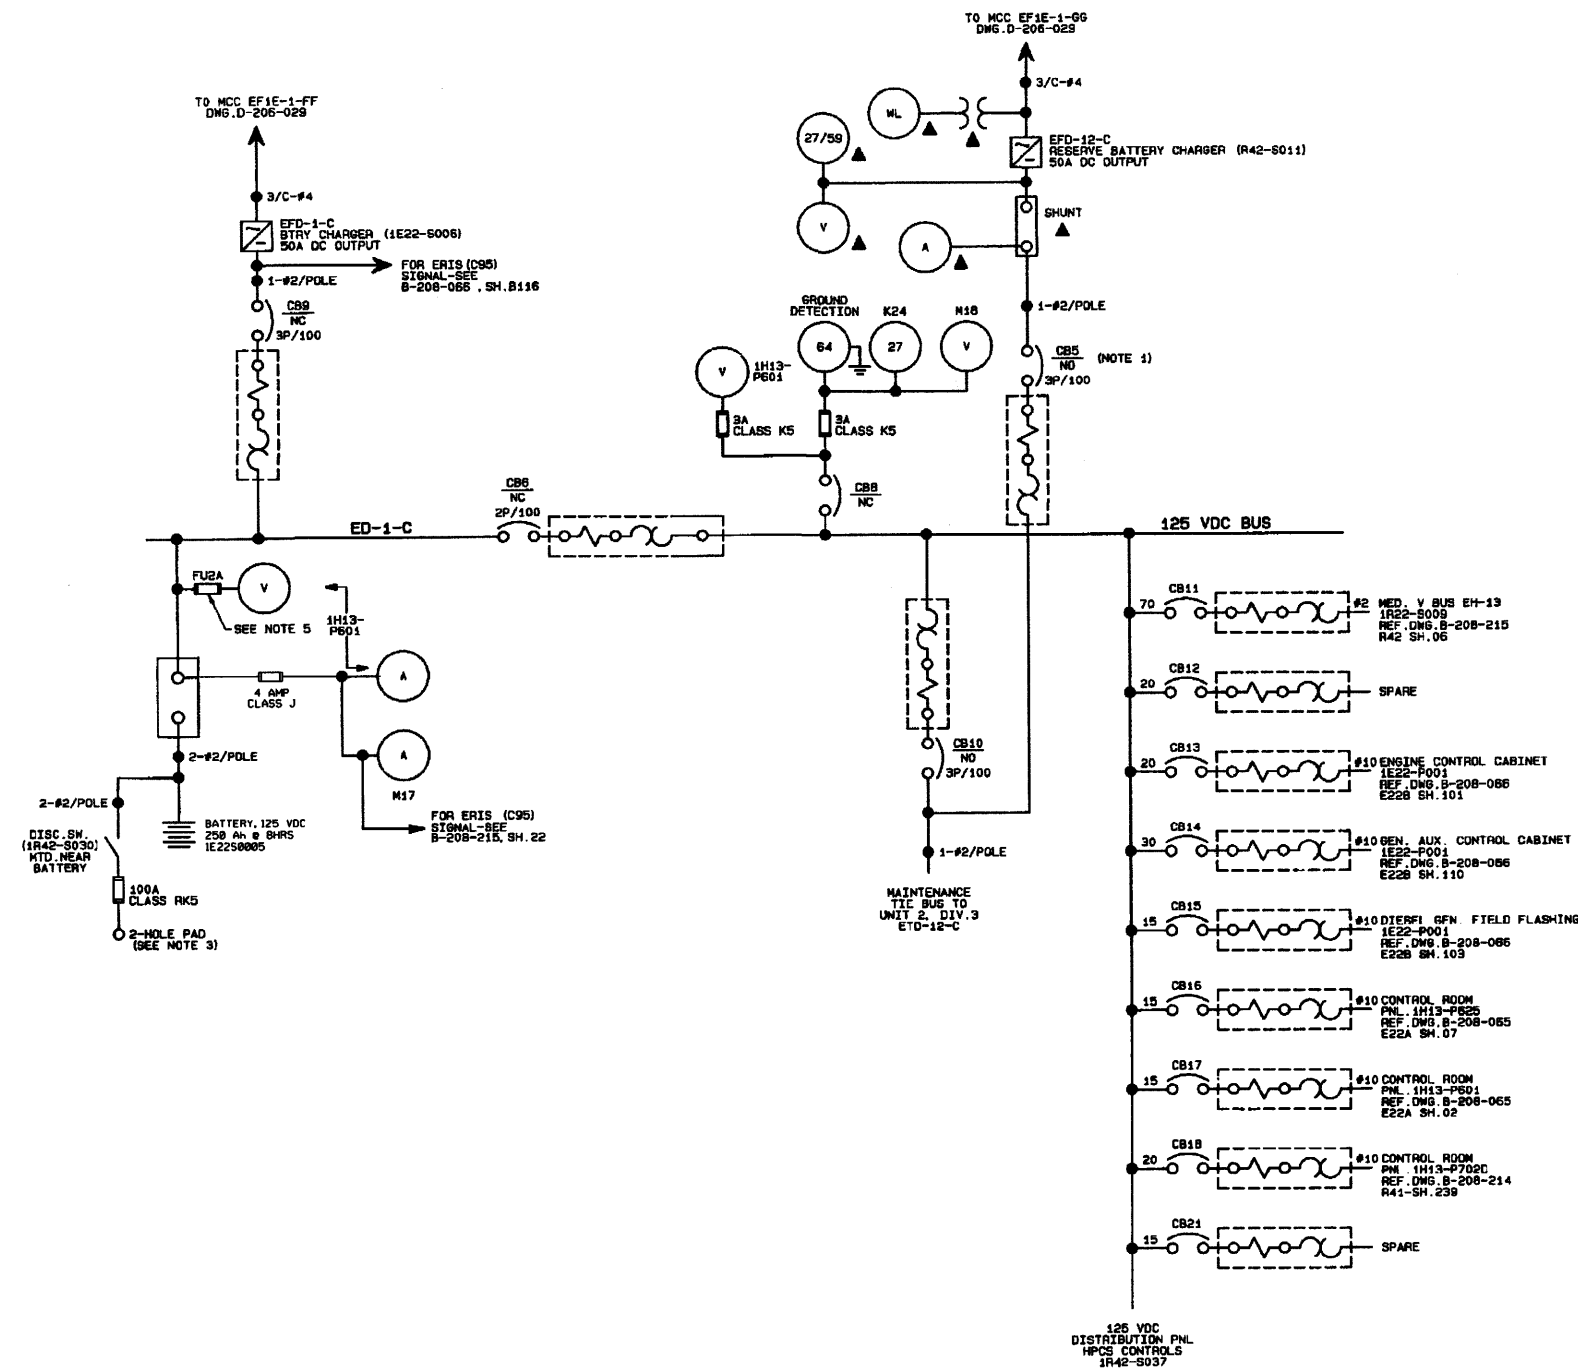 TO MCC EF1E-1-GG
DWG.D-206-029
3/C-#4
WL
27/59
EFD-12-C
RESERVE BATTERY CHARGER (R42-S011)
50A DC OUTPUT
V
SHUNT
A
1-#2/POLE
TO MCC EF1E-1-FF
DWG.D-206-029
3/C-#4
EFD-1-C
BTRY CHARGER (1E22-S006)
50A DC OUTPUT
FOR ERIS(C95)
SIGNAL-SEE
B-208-066 ,SH.B116
1-#2/POLE
CB9
NC
3P/100
GROUND
DETECTION
64
K24
27
M18
V
V
1H13-
P601
3A
CLASS K5
3A
CLASS K5
CB5
NO
(NOTE 1)
3P/100
CB8
NC
CB6
NC
2P/100
ED-1-C
125 VDC BUS
FU2A
V
SEE NOTE 5
1H13-
P601
4 AMP
CLASS J
A
A
M17
2-#2/POLE
2-#2/POLE
DISC.SW.
(1R42-S030)
MTD.NEAR
BATTERY
BATTERY,125 VDC
250 Ah @ 8HRS
1E22S0005
FOR ERIS (C95)
SIGNAL-SEE
B-208-215,SH.22
100A
CLASS RK5
2-HOLE PAD
(SEE NOTE 3)
CB10
NO
3P/100
1-#2/POLE
MAINTENANCE
TIE BUS TO
UNIT 2, DIV.3
ETD-12-C
CB11
70
#2 MED. V BUS EH-13
1R22-S009
REF.DWG.B-208-215
R42 SH.06
CB12
20
SPARE
CB13
20
#10 ENGINE CONTROL CABINET
1E22-P001
REF.DWG.B-208-066
E22B SH.101
CB14
30
#10 GEN. AUX. CONTROL CABINET
1E22-P001
REF.DWG.B-208-066
E22B SH.110
CB15
15
#10 DIESEL GEN. FIELD FLASHING
1E22-P001
REF.DWG.B-208-066
E22B SH.103
CB16
15
#10 CONTROL ROOM
PNL.1H13-P625
REF.DWG.B-208-065
E22A SH.07
CB17
15
#10 CONTROL ROOM
PNL.1H13-P601
REF.DWG.B-208-065
E22A SH.02
CB18
20
#10 CONTROL ROOM
PNL.1H13-P702C
REF.DWG.B-208-214
R41-SH.239
CB21
15
SPARE
125 VDC
DISTRIBUTION PNL
HPCS CONTROLS
1R42-S037